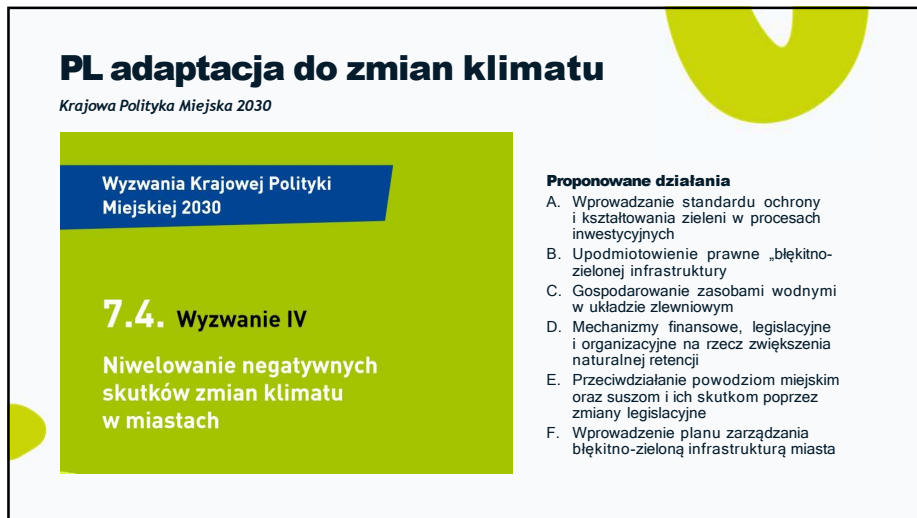 PL adaptacja do zmian klimatu
Krajowa Polityka Miejska 2030
Wyzwania Krajowej Polityki
Miejskiej 2030
7.4. Wyzwanie IV
Niwelowanie negatywnych
skutków zmian klimatu
w miastach
Proponowane działania
A. Wprowadzanie standardu ochrony
i kształtowania zieleni w procesach
inwestycyjnych
B. Upodmiotowienie prawne „błękitno-
zielonej infrastruktury
C. Gospodarowanie zasobami wodnymi
w układzie zlewniowym
D. Mechanizmy finansowe, legislacyjne
i organizacyjne na rzecz zwiększenia
naturalnej retencji
E. Przeciwdziałanie powodziom miejskim
oraz suszom i ich skutkom poprzez
zmiany legislacyjne
F. Wprowadzenie planu zarządzania
błękitno-zieloną infrastrukturą miasta